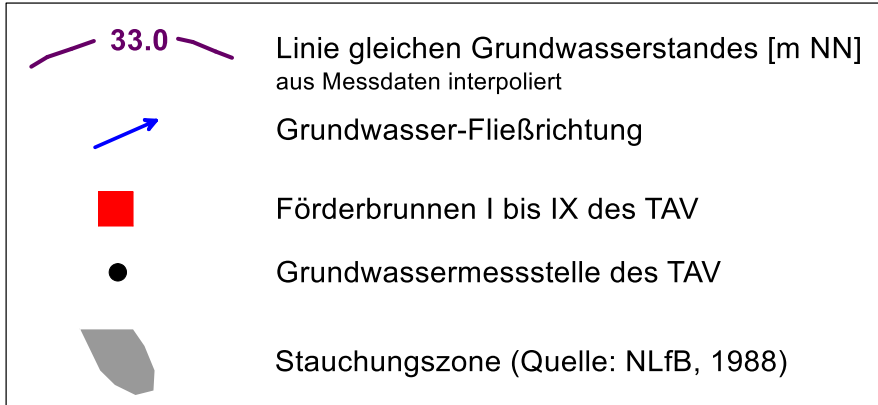 33.0 Linie gleichen Grundwasserstandes [m NN]
aus Messdaten interpoliert
Grundwasser-Fließrichtung
Förderbrunnen I bis IX des TAV
Grundwassermessstelle des TAV
Stauchungszone (Quelle: NLfB, 1988)